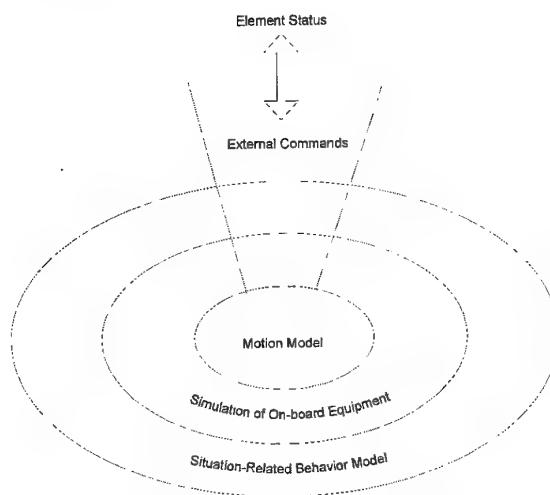 Element Status
External Commands
Motion Model
Simulation of On-board Equipment
Situation-Related Behavior Model